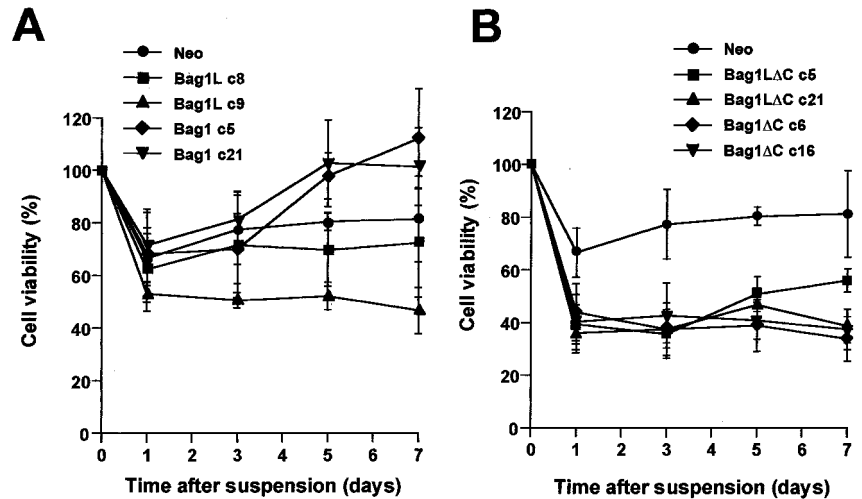 A
Neo
Bag1L c8
Bag1L c9
Bag1 c5
Bag1 c21
120
100
80
60
40
20
0
Cell viability (%)
0 1 2 3 4 5 6 7
Time after suspension (days)
B
Neo
Bag1LΔC c5
Bag1LΔC c21
Bag1ΔC c6
Bag1ΔC c16
120
100
80
60
40
20
0
Cell viability (%)
0 1 2 3 4 5 6 7
Time after suspension (days)